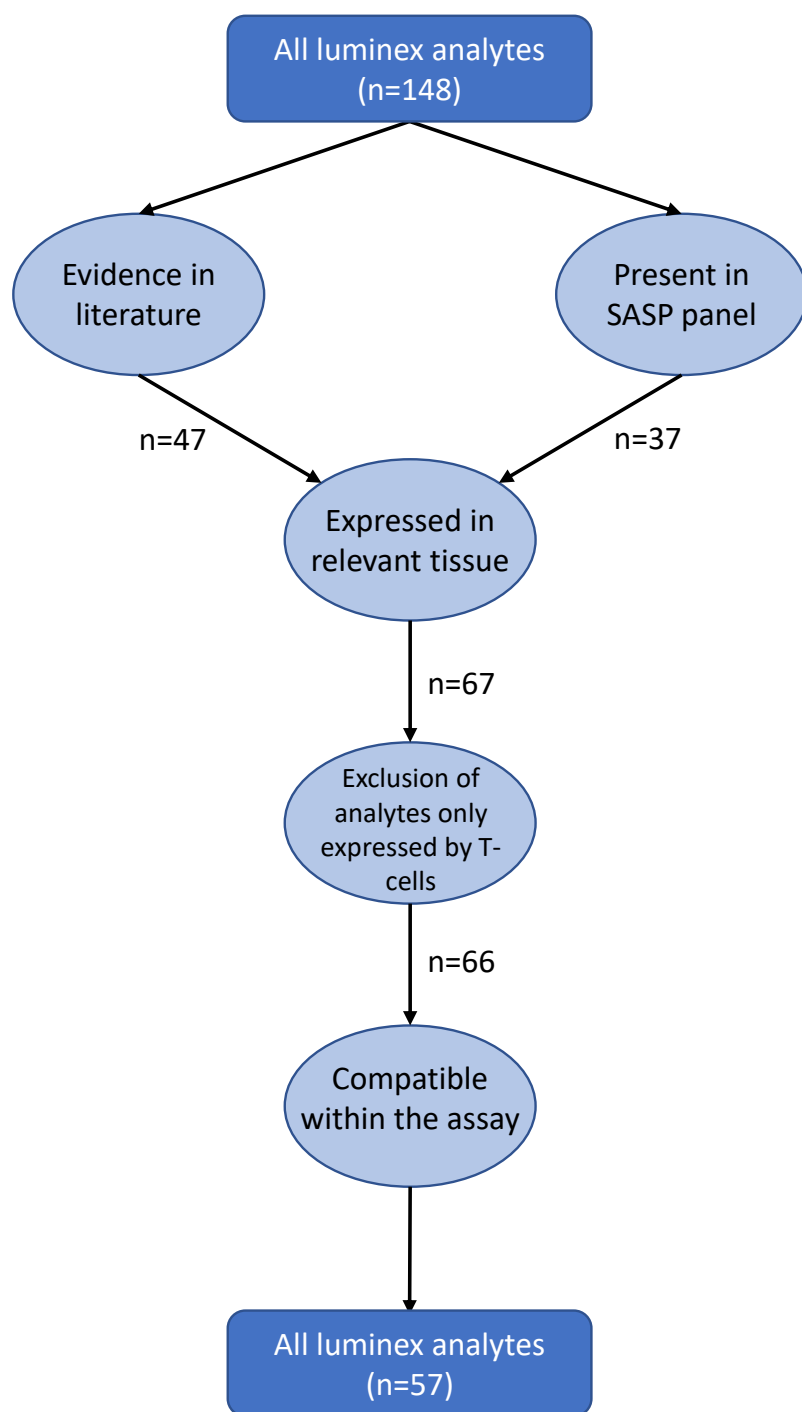 All luminex analytes
(n=148)
Evidence in
literature
Present in
SASP panel
n=47
n=37
Expressed in
relevant tissue
n=67
Exclusion of
analytes only
expressed by T-
cells
n=66
Compatible
within the assay
All luminex analytes
(n=57)